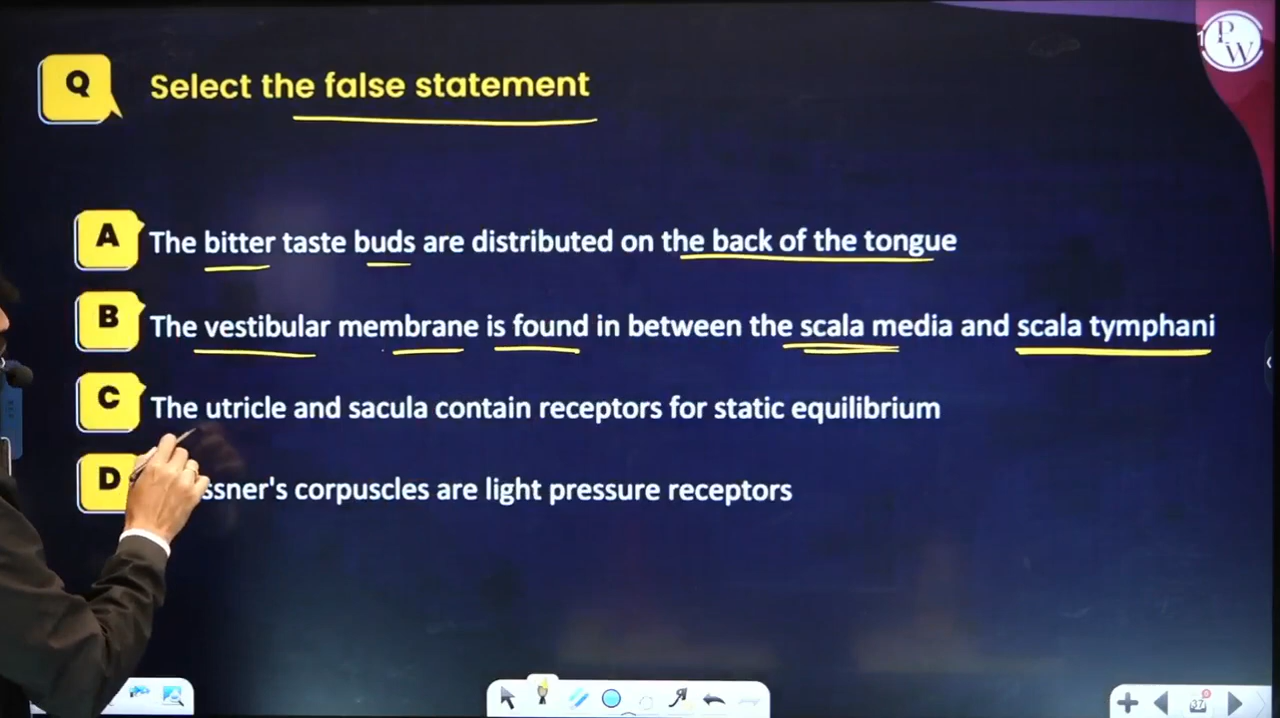 P
W
Q
Select the false statement
A
The bitter taste buds are distributed on the back of the tongue
B
The vestibular membrane is found in between the scala media and scala tymphani
C
The utricle and sacula contain receptors for static equilibrium
D
ssner's corpuscles are light pressure receptors
37